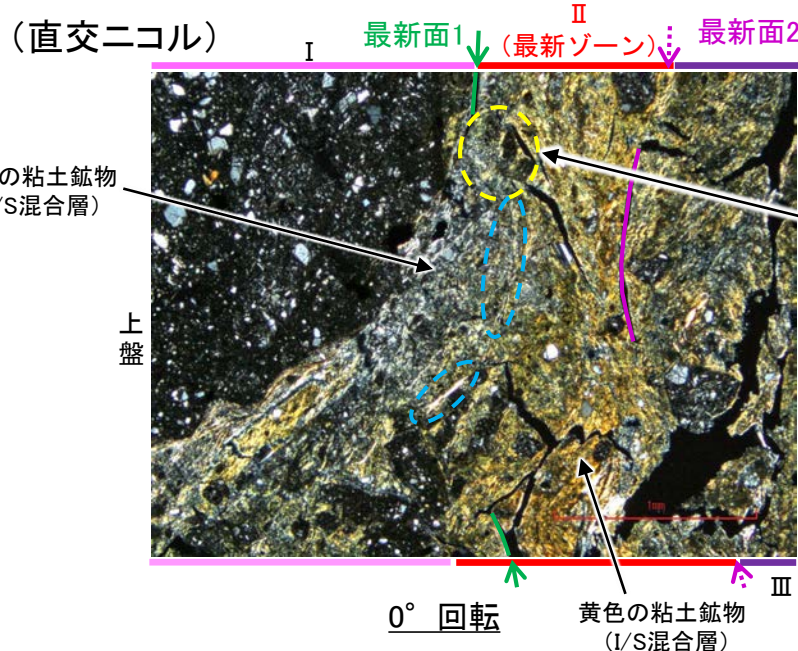 (直交ニコル)
Ⅰ
最新面1
Ⅱ
(最新ゾーン)
最新面2
の粘土鉱物
/S混合層)
上盤
1mm
Ⅲ
0° 回転
黄色の粘土鉱物
(I/S混合層)